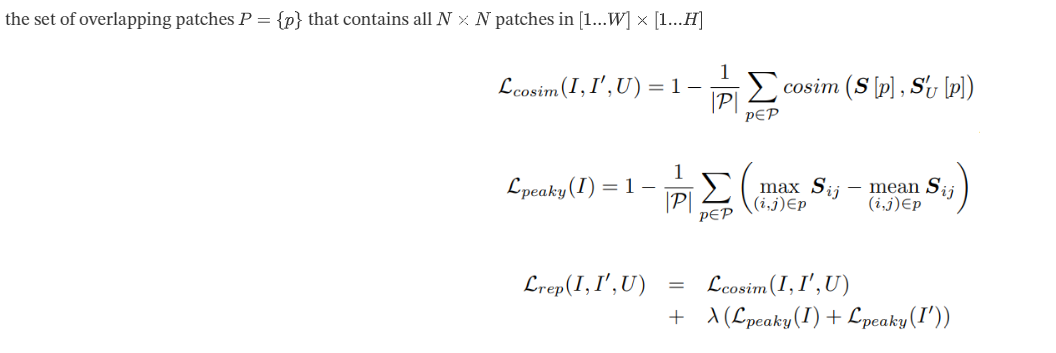 the set of overlapping patches P = {p} that contains all N × N patches in [1...W] × [1...H]
ℒ_cosim(I, I′, U) = 1 − 1/|𝒫| ∑_{p∈𝒫} cosim (S [p] , S′_U [p])
ℒ_peaky(I) = 1 − 1/|𝒫| ∑_{p∈𝒫} ( max_{(i,j)∈p} S_ij − mean_{(i,j)∈p} S_ij )
ℒ_rep(I, I′, U) = ℒ_cosim(I, I′, U)
+ λ (ℒ_peaky(I) + ℒ_peaky(I′))